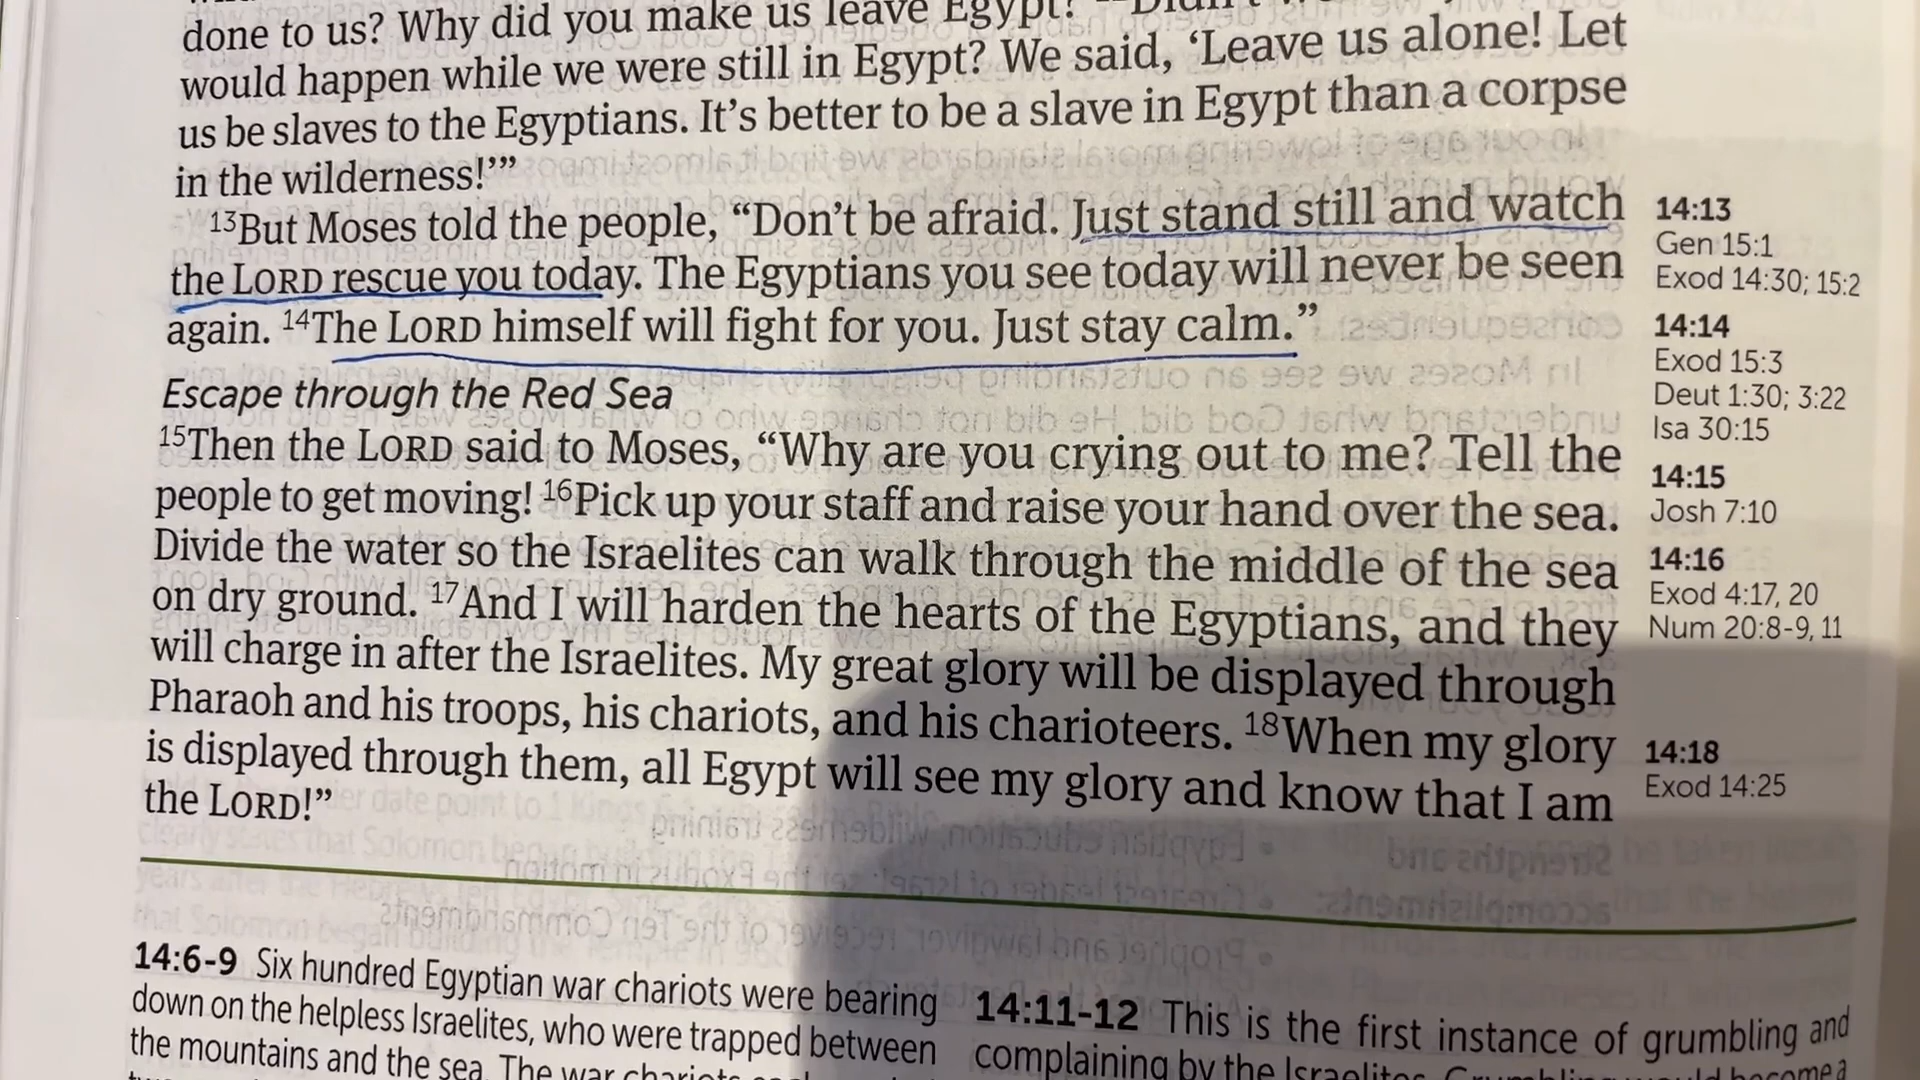 done to us? Why did you make us leave Egypt?
would happen while we were still in Egypt? We said, ‘Leave us alone! Let
us be slaves to the Egyptians. It’s better to be a slave in Egypt than a corpse
in the wilderness!’”
13But Moses told the people, “Don’t be afraid. Just stand still and watch
the LORD rescue you today. The Egyptians you see today will never be seen
again. 14The LORD himself will fight for you. Just stay calm.”
Escape through the Red Sea
15Then the LORD said to Moses, “Why are you crying out to me? Tell the
people to get moving! 16Pick up your staff and raise your hand over the sea.
Divide the water so the Israelites can walk through the middle of the sea
on dry ground. 17And I will harden the hearts of the Egyptians, and they
will charge in after the Israelites. My great glory will be displayed through
Pharaoh and his troops, his chariots, and his charioteers. 18When my glory
is displayed through them, all Egypt will see my glory and know that I am
the LORD!”
14:13
Gen 15:1
Exod 14:30; 15:2
14:14
Exod 15:3
Deut 1:30; 3:22
Isa 30:15
14:15
Josh 7:10
14:16
Exod 4:17, 20
Num 20:8-9, 11
14:18
Exod 14:25
14:6-9 Six hundred Egyptian war chariots were bearing
down on the helpless Israelites, who were trapped between
the mountains and the sea. The war chariots
14:11-12 This is the first instance of grumbling and
complaining by the Israelites.